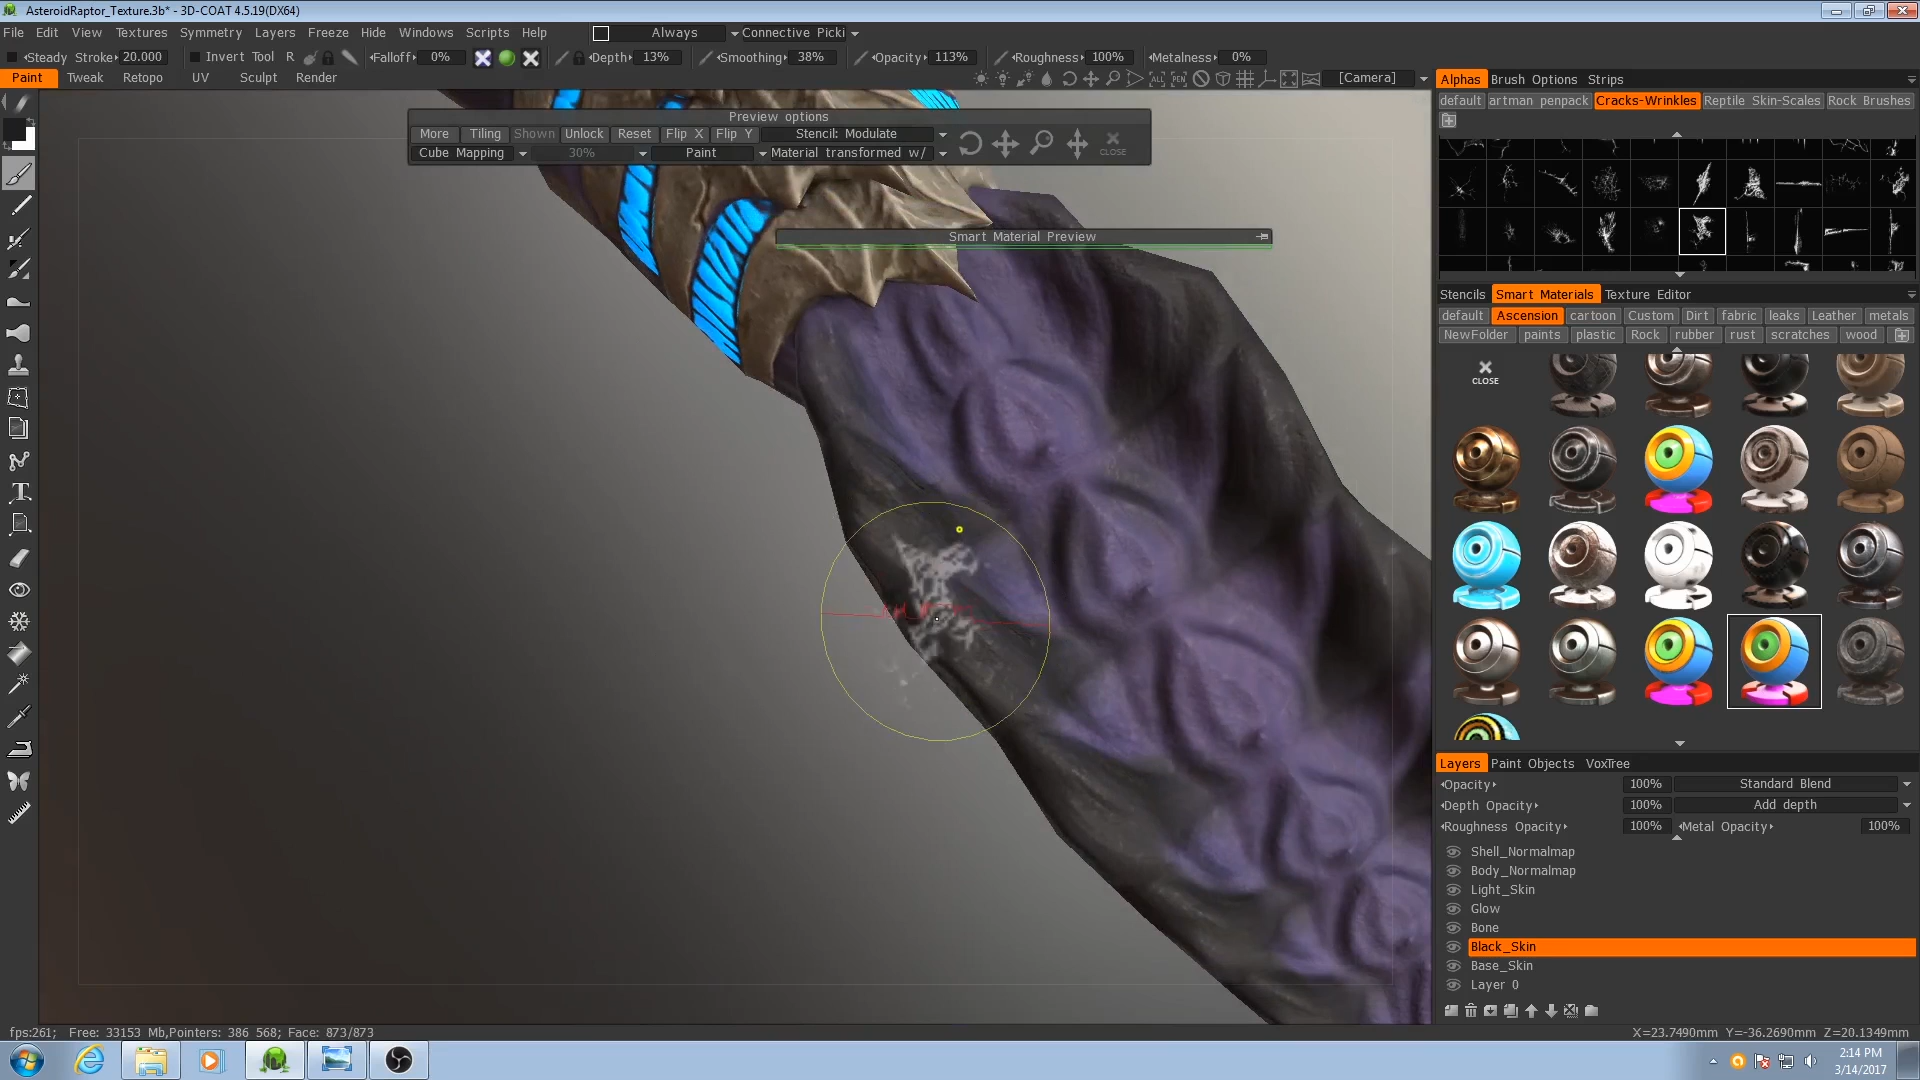 AsteroidRaptor_Texture.3b* - 3D-COAT 4.5.19(DX64)
File Edit View Textures Symmetry Layers Freeze Hide Windows Scripts Help Always Connective Picki
Steady Stroke 20.000 Invert Tool R Falloff 0% Depth 13% Smoothing 38% Opacity 113% Roughness 100% Metalness 0%
Paint Tweak Retopo UV Sculpt Render [Camera]
Alphas Brush Options Strips
default artman penpack Cracks-Wrinkles Reptile Skin-Scales Rock Brushes
Preview options
More Tiling Shown Unlock Reset Flip X Flip Y Stencil: Modulate
Cube Mapping 30% Paint Material transformed w/ CLOSE
Smart Material Preview
Stencils Smart Materials Texture Editor
default Ascension cartoon Custom Dirt fabric leaks Leather metals
NewFolder paints plastic Rock rubber rust scratches wood
CLOSE
Layers Paint Objects VoxTree
Opacity 100% Standard Blend
Depth Opacity 100% Add depth
Roughness Opacity 100% Metal Opacity 100%
Shell_Normalmap
Body_Normalmap
Light_Skin
Glow
Bone
Black_Skin
Base_Skin
Layer 0
fps:261; Free: 33153 Mb,Pointers: 386 568; Face: 873/873 X=23.7490mm Y=-36.2690mm Z=20.1349mm
2:14 PM
3/14/2017